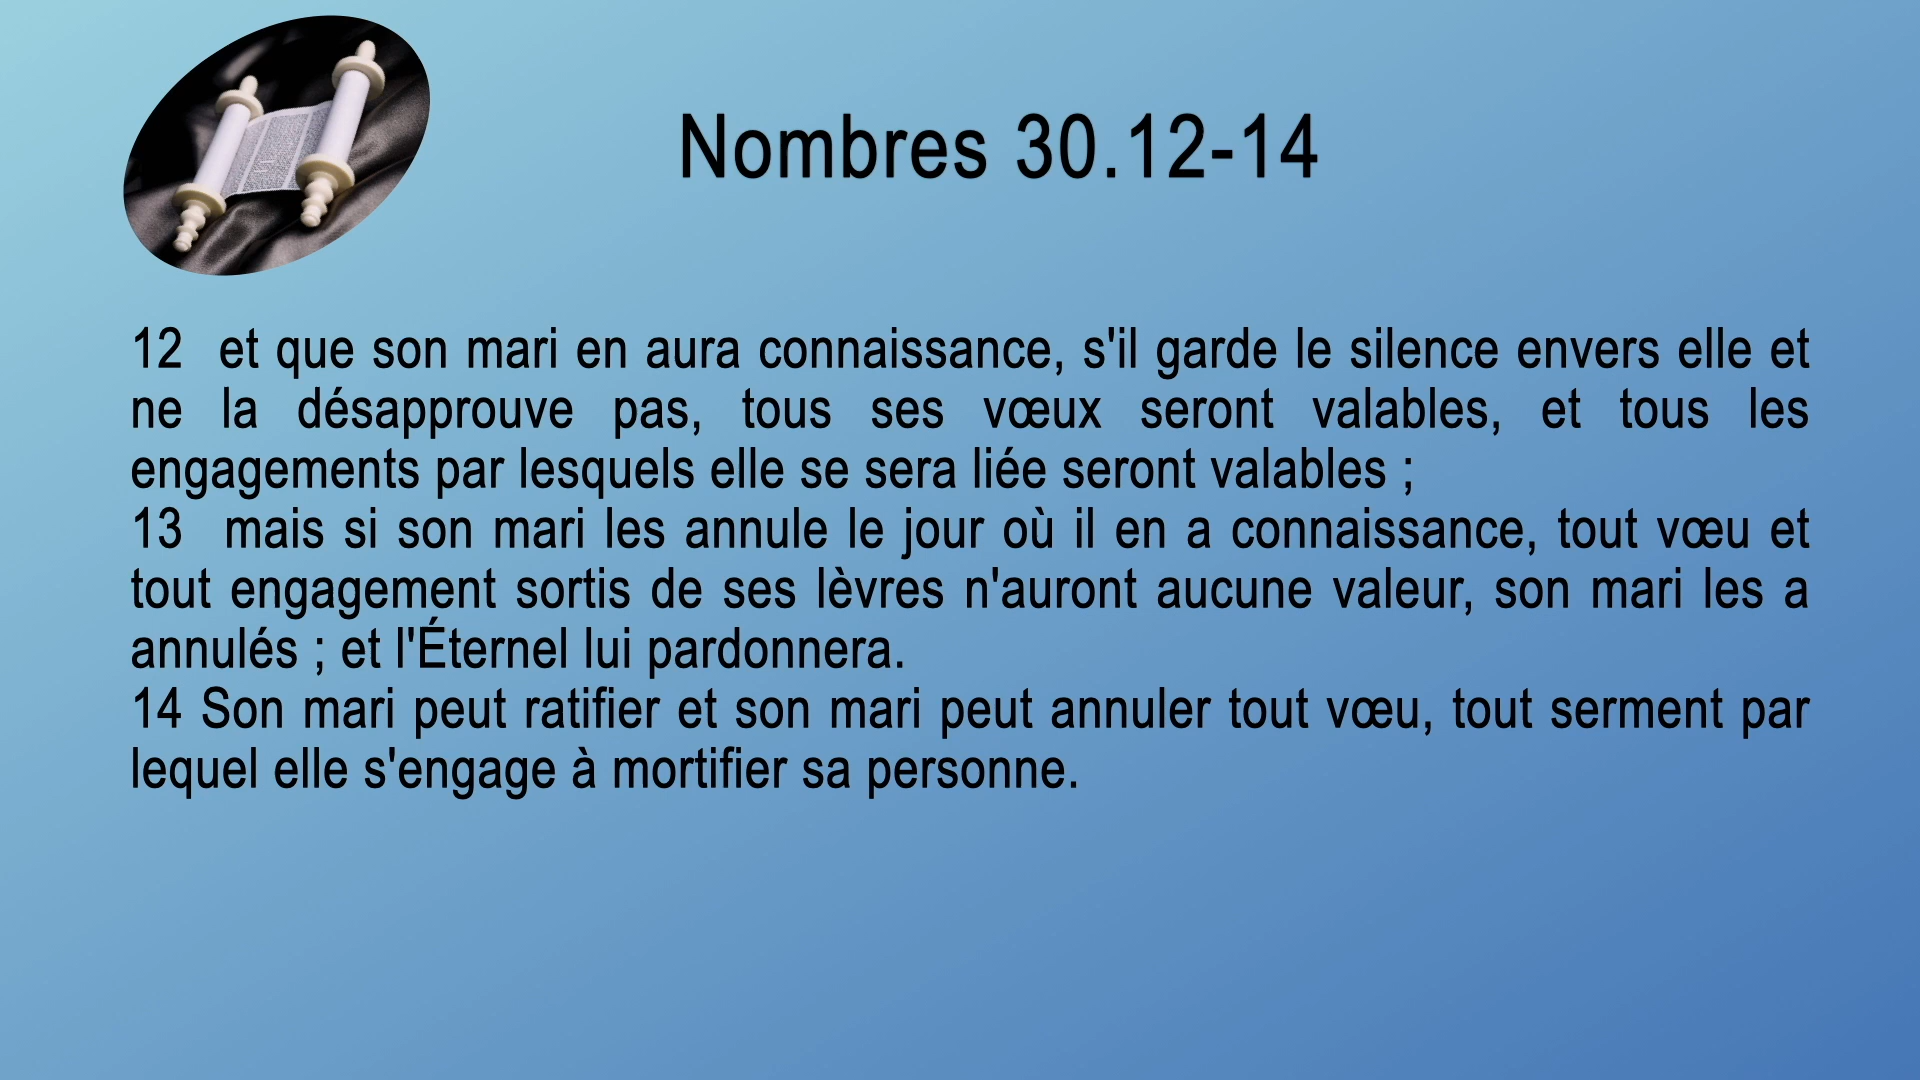 Nombres 30.12-14
12 et que son mari en aura connaissance, s'il garde le silence envers elle et
ne la désapprouve pas, tous ses vœux seront valables, et tous les
engagements par lesquels elle se sera liée seront valables ;
13 mais si son mari les annule le jour où il en a connaissance, tout vœu et
tout engagement sortis de ses lèvres n'auront aucune valeur, son mari les a
annulés ; et l'Éternel lui pardonnera.
14 Son mari peut ratifier et son mari peut annuler tout vœu, tout serment par
lequel elle s'engage à mortifier sa personne.